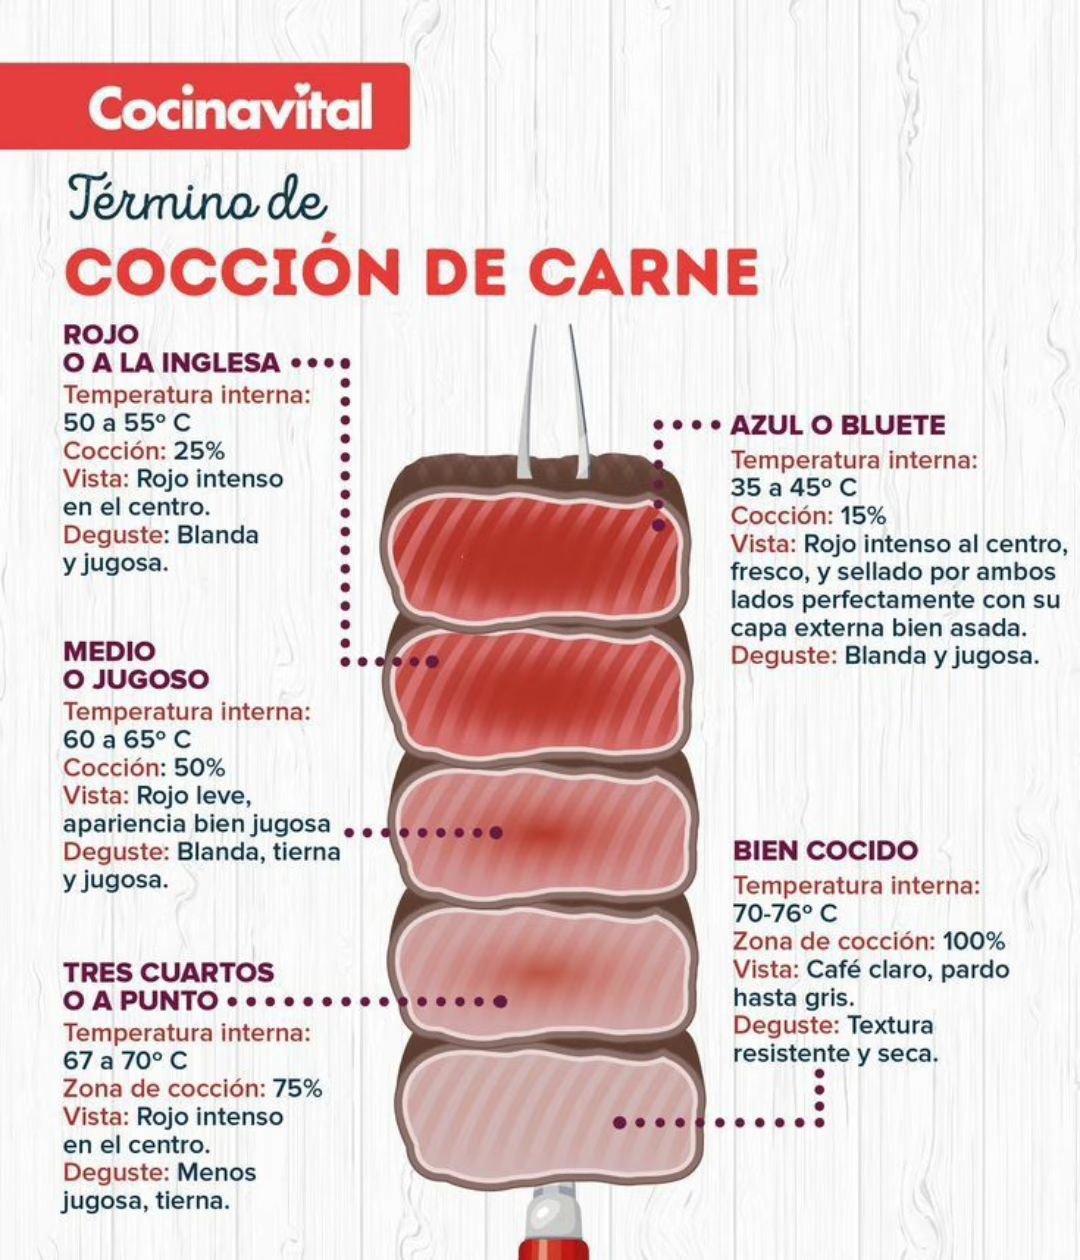 Cocinavital
Término de
COCCIÓN DE CARNE
ROJO
O A LA INGLESA
Temperatura interna:
50 a 55º C
Cocción: 25%
Vista: Rojo intenso
en el centro.
Deguste: Blanda
y jugosa.
MEDIO
O JUGOSO
Temperatura interna:
60 a 65º C
Cocción: 50%
Vista: Rojo leve,
apariencia bien jugosa
Deguste: Blanda, tierna
y jugosa.
TRES CUARTOS
O A PUNTO
Temperatura interna:
67 a 70º C
Zona de cocción: 75%
Vista: Rojo intenso
en el centro.
Deguste: Menos
jugosa, tierna.
AZUL O BLUETE
Temperatura interna:
35 a 45º C
Cocción: 15%
Vista: Rojo intenso al centro,
fresco, y sellado por ambos
lados perfectamente con su
capa externa bien asada.
Deguste: Blanda y jugosa.
BIEN COCIDO
Temperatura interna:
70-76º C
Zona de cocción: 100%
Vista: Café claro, pardo
hasta gris.
Deguste: Textura
resistente y seca.